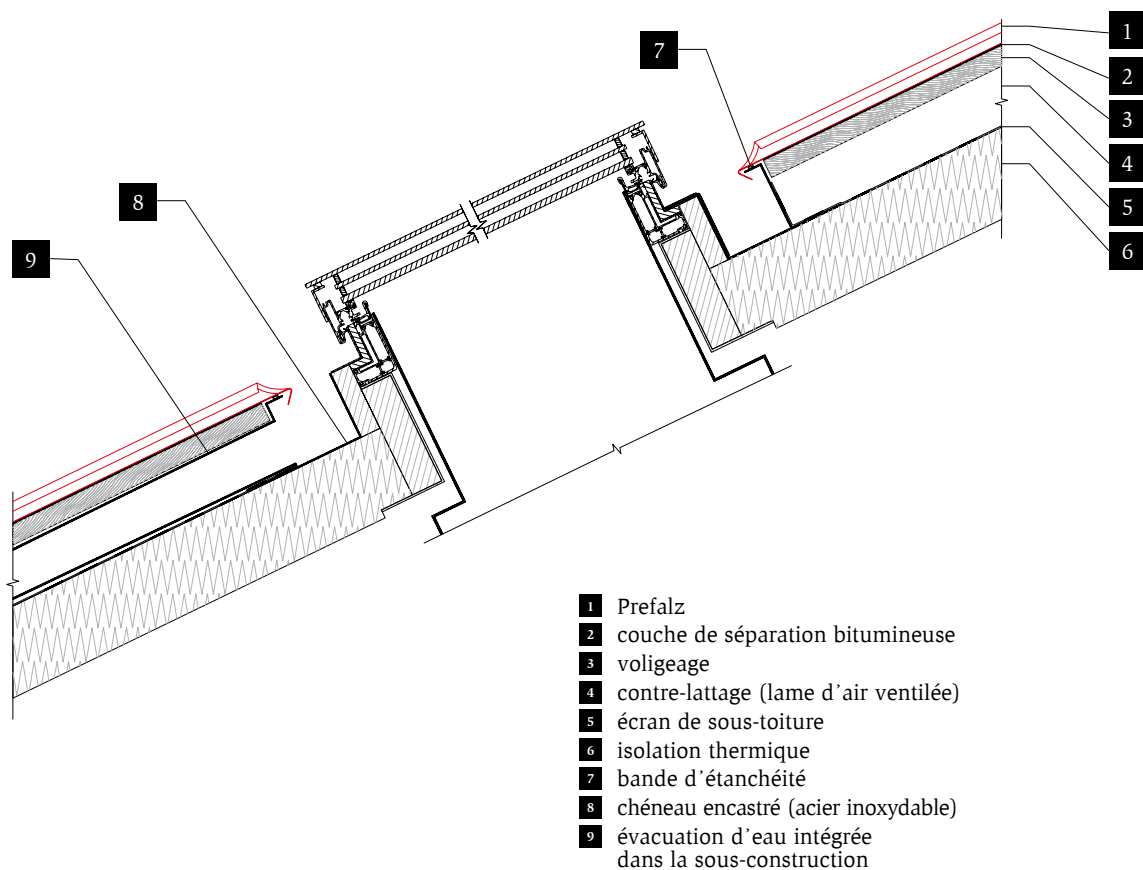 1
7
2
3
4
8
5
9
6
1 Prefalz
2 couche de séparation bitumineuse
3 voligeage
4 contre-lattage (lame d’air ventilée)
5 écran de sous-toiture
6 isolation thermique
7 bande d’étanchéité
8 chéneau encastré (acier inoxydable)
9 évacuation d’eau intégrée
dans la sous-construction